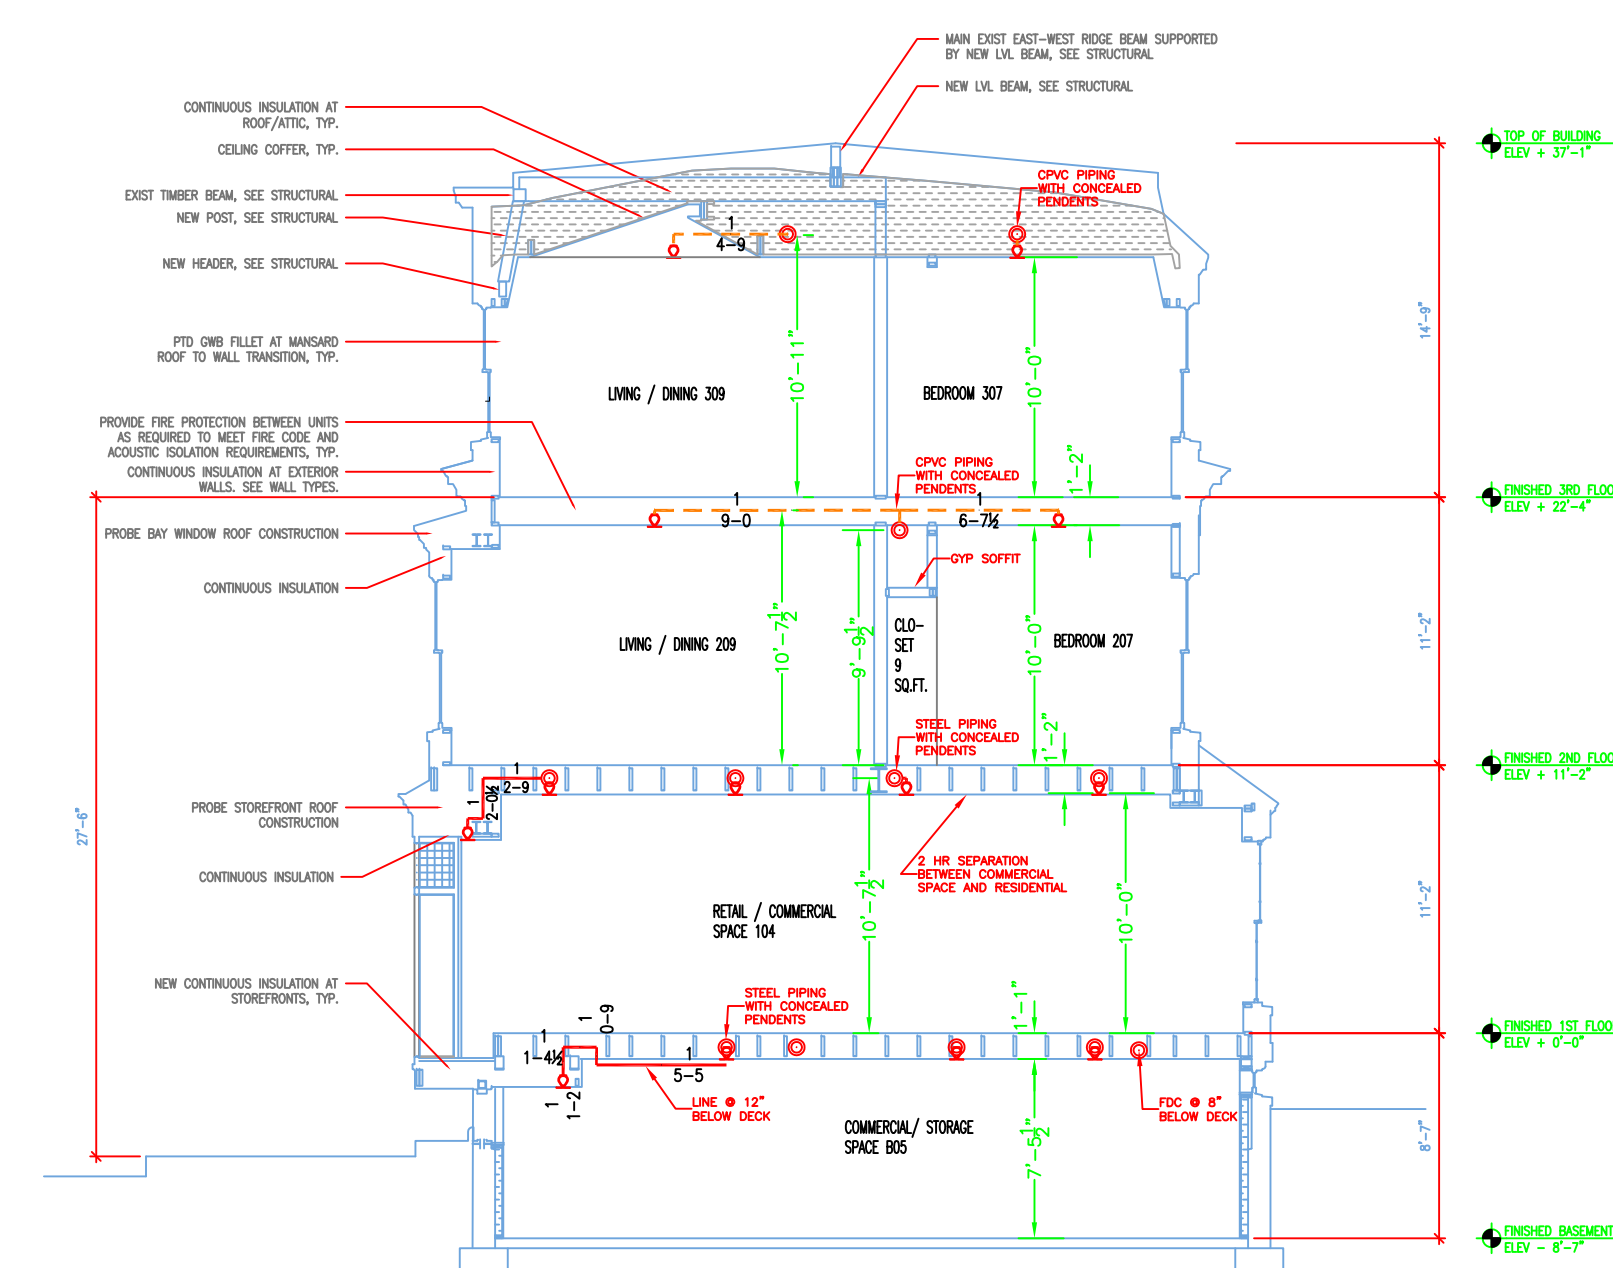 MAIN EXIST EAST-WEST RIDGE BEAM SUPPORTED
BY NEW LVL BEAM, SEE STRUCTURAL
NEW LVL BEAM, SEE STRUCTURAL
CONTINUOUS INSULATION AT
ROOF/ATTIC, TYP.
CEILING COFFER, TYP.
EXIST TIMBER BEAM, SEE STRUCTURAL
NEW POST, SEE STRUCTURAL
NEW HEADER, SEE STRUCTURAL
PTD GWB FILLET AT MANSARD
ROOF TO WALL TRANSITION, TYP.
PROVIDE FIRE PROTECTION BETWEEN UNITS
AS REQUIRED TO MEET FIRE CODE AND
ACOUSTIC ISOLATION REQUIREMENTS, TYP.
CONTINUOUS INSULATION AT EXTERIOR
WALLS. SEE WALL TYPES.
PROBE BAY WINDOW ROOF CONSTRUCTION
CONTINUOUS INSULATION
PROBE STOREFRONT ROOF
CONSTRUCTION
CONTINUOUS INSULATION
NEW CONTINUOUS INSULATION AT
STOREFRONTS, TYP.
27'-6"
CPVC PIPING
WITH CONCEALED
PENDENTS
1
4-9
10'-11"
10'-0"
LIVING / DINING 309
BEDROOM 307
1'-2"
CPVC PIPING
WITH CONCEALED
PENDENTS
1
9-0
1
6-7½
GYP SOFFIT
10'-7½"
9'-9½"
10'-0"
LIVING / DINING 209
CLO-
SET
9
SQ.FT.
BEDROOM 207
1'-2"
STEEL PIPING
WITH CONCEALED
PENDENTS
1
2-9
1
2-0½
2 HR SEPARATION
BETWEEN COMMERCIAL
SPACE AND RESIDENTIAL
10'-7½"
10'-0"
RETAIL / COMMERCIAL
SPACE 104
STEEL PIPING
WITH CONCEALED
PENDENTS
1'-1"
1
0-9
1
1-4½
1
5-5
1
1-2
LINE @ 12"
BELOW DECK
FDC @ 8"
BELOW DECK
COMMERCIAL/ STORAGE
SPACE B05
7'-5½"
14'-9"
11'-2"
11'-2"
8'-7"
TOP OF BUILDING
ELEV + 37'-1"
FINISHED 3RD FLOO
ELEV + 22'-4"
FINISHED 2ND FLOO
ELEV + 11'-2"
FINISHED 1ST FLOO
ELEV + 0'-0"
FINISHED BASEMENT
ELEV - 8'-7"